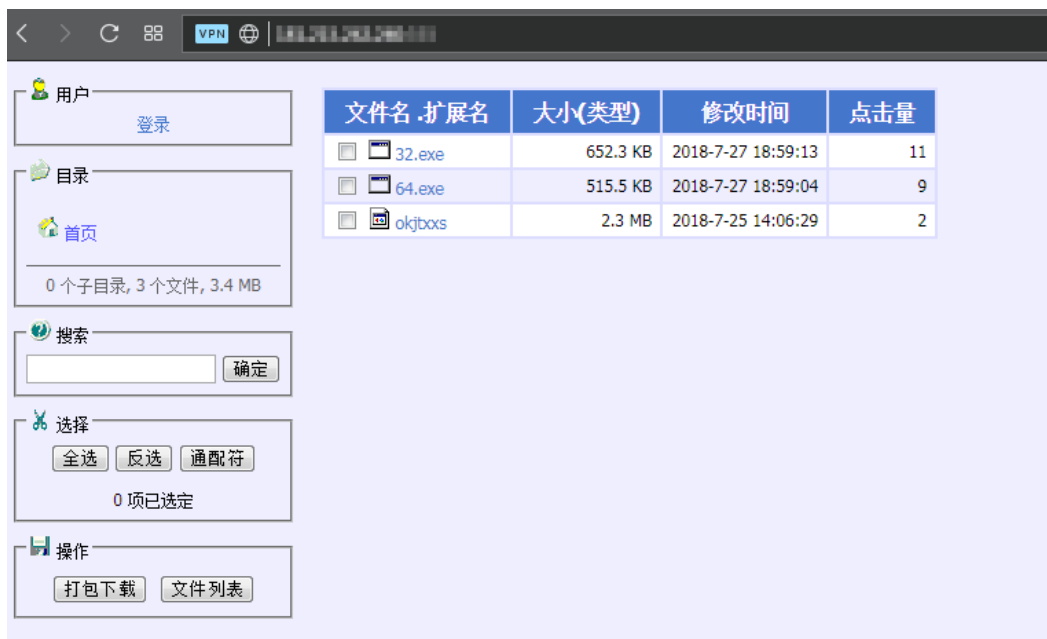 VPN
用户
登录
目录
首页
0 个子目录, 3 个文件, 3.4 MB
搜索
确定
选择
全选 反选 通配符
0 项已选定
操作
打包下载 文件列表
文件名 .扩展名 大小(类型) 修改时间 点击量
32.exe 652.3 KB 2018-7-27 18:59:13 11
64.exe 515.5 KB 2018-7-27 18:59:04 9
okjtxxs 2.3 MB 2018-7-25 14:06:29 2